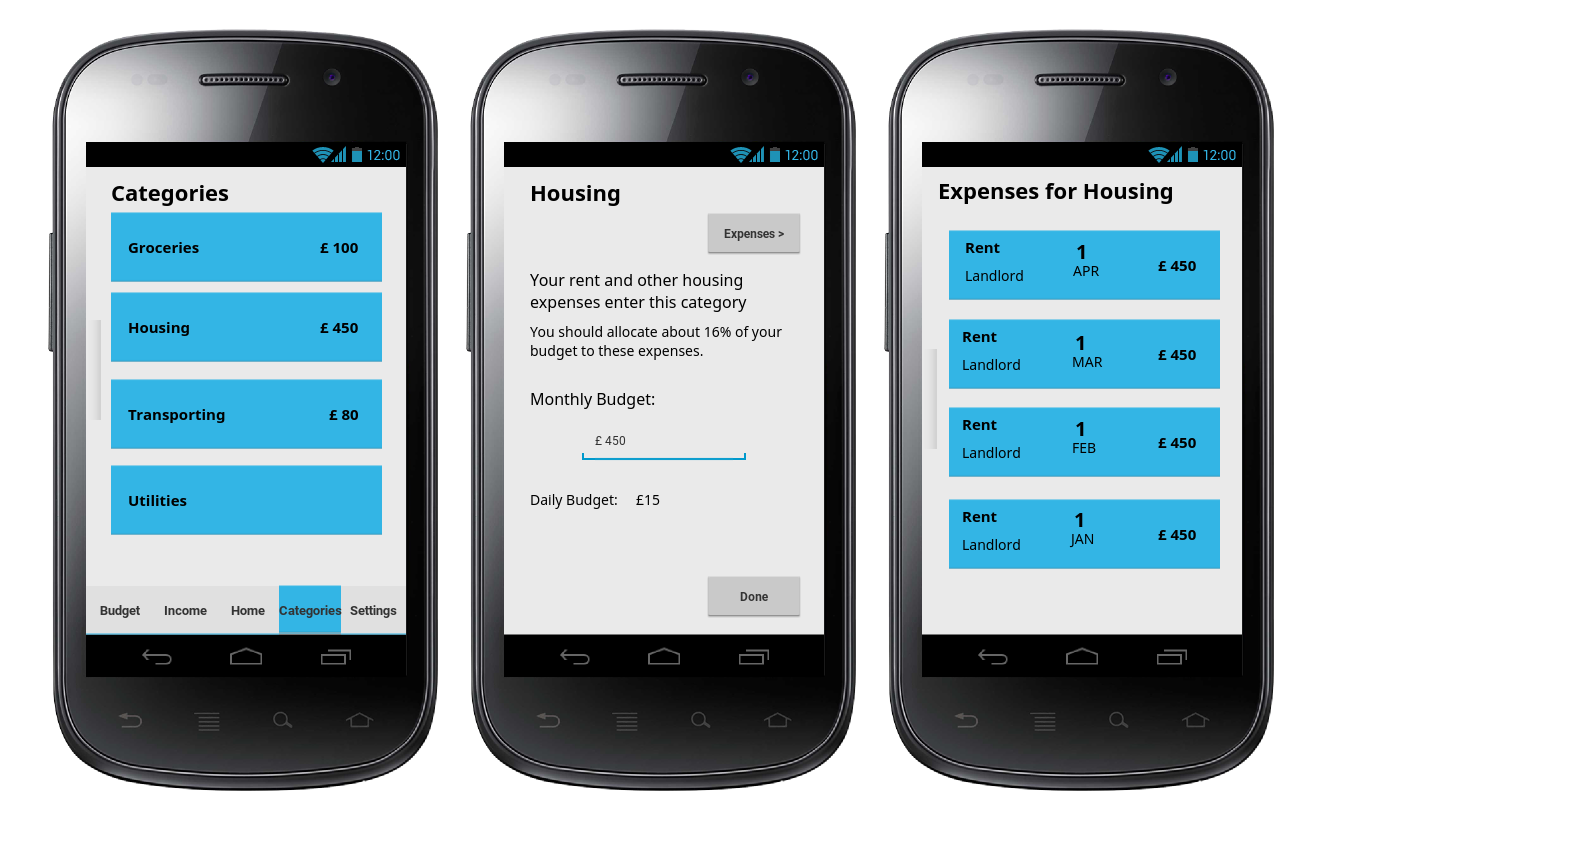 12:00
Categories
Groceries £ 100
Housing £ 450
Transporting £ 80
Utilities
Budget Income Home Categories Settings
12:00
Housing
Expenses >
Your rent and other housing
expenses enter this category
You should allocate about 16% of your
budget to these expenses.
Monthly Budget:
£ 450
Daily Budget: £15
Done
12:00
Expenses for Housing
Rent 1
Landlord APR £ 450
Rent 1
Landlord MAR £ 450
Rent 1
Landlord FEB £ 450
Rent 1
Landlord JAN £ 450